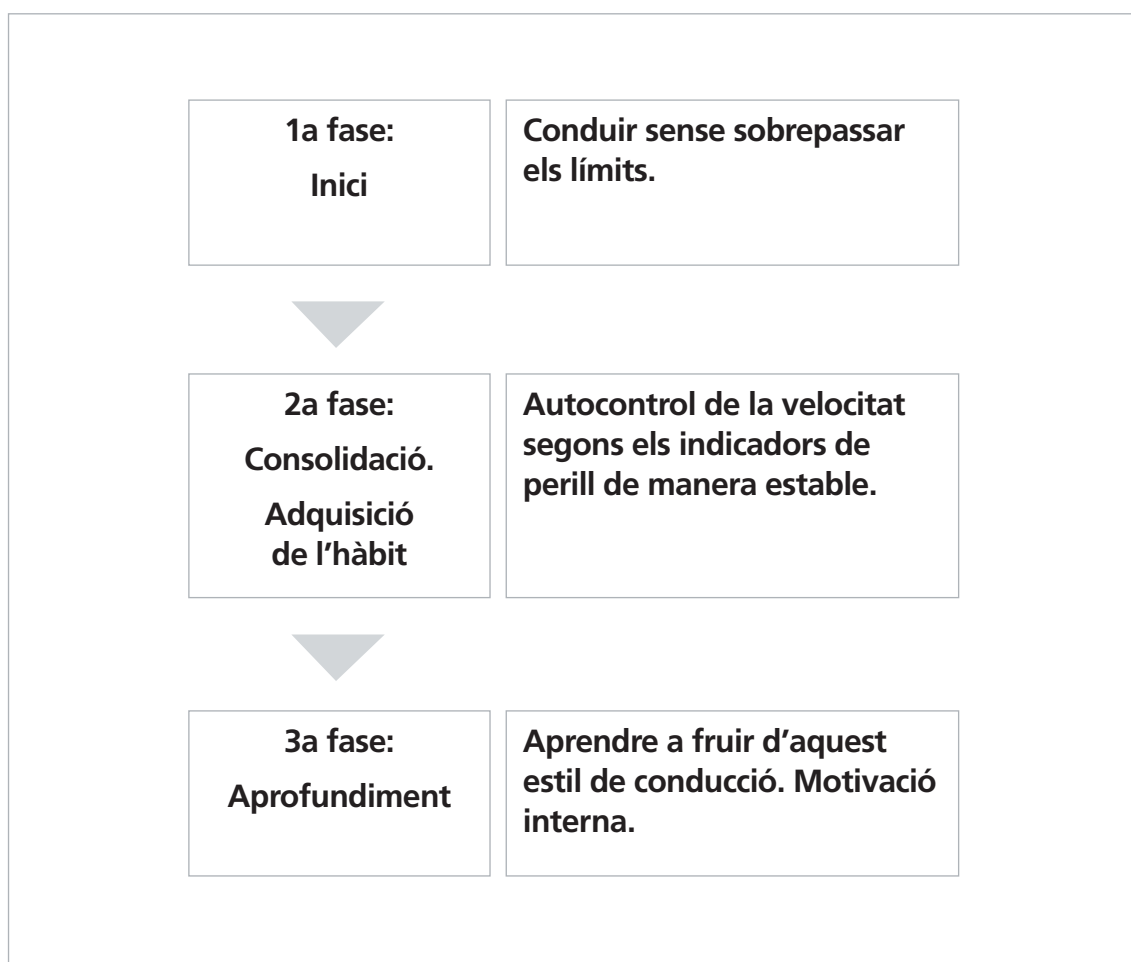 1a fase:
Inici
Conduir sense sobrepassar
els límits.
2a fase:
Consolidació.
Adquisició
de l’hàbit
Autocontrol de la velocitat
segons els indicadors de
perill de manera estable.
3a fase:
Aprofundiment
Aprendre a fruir d’aquest
estil de conducció. Motivació
interna.